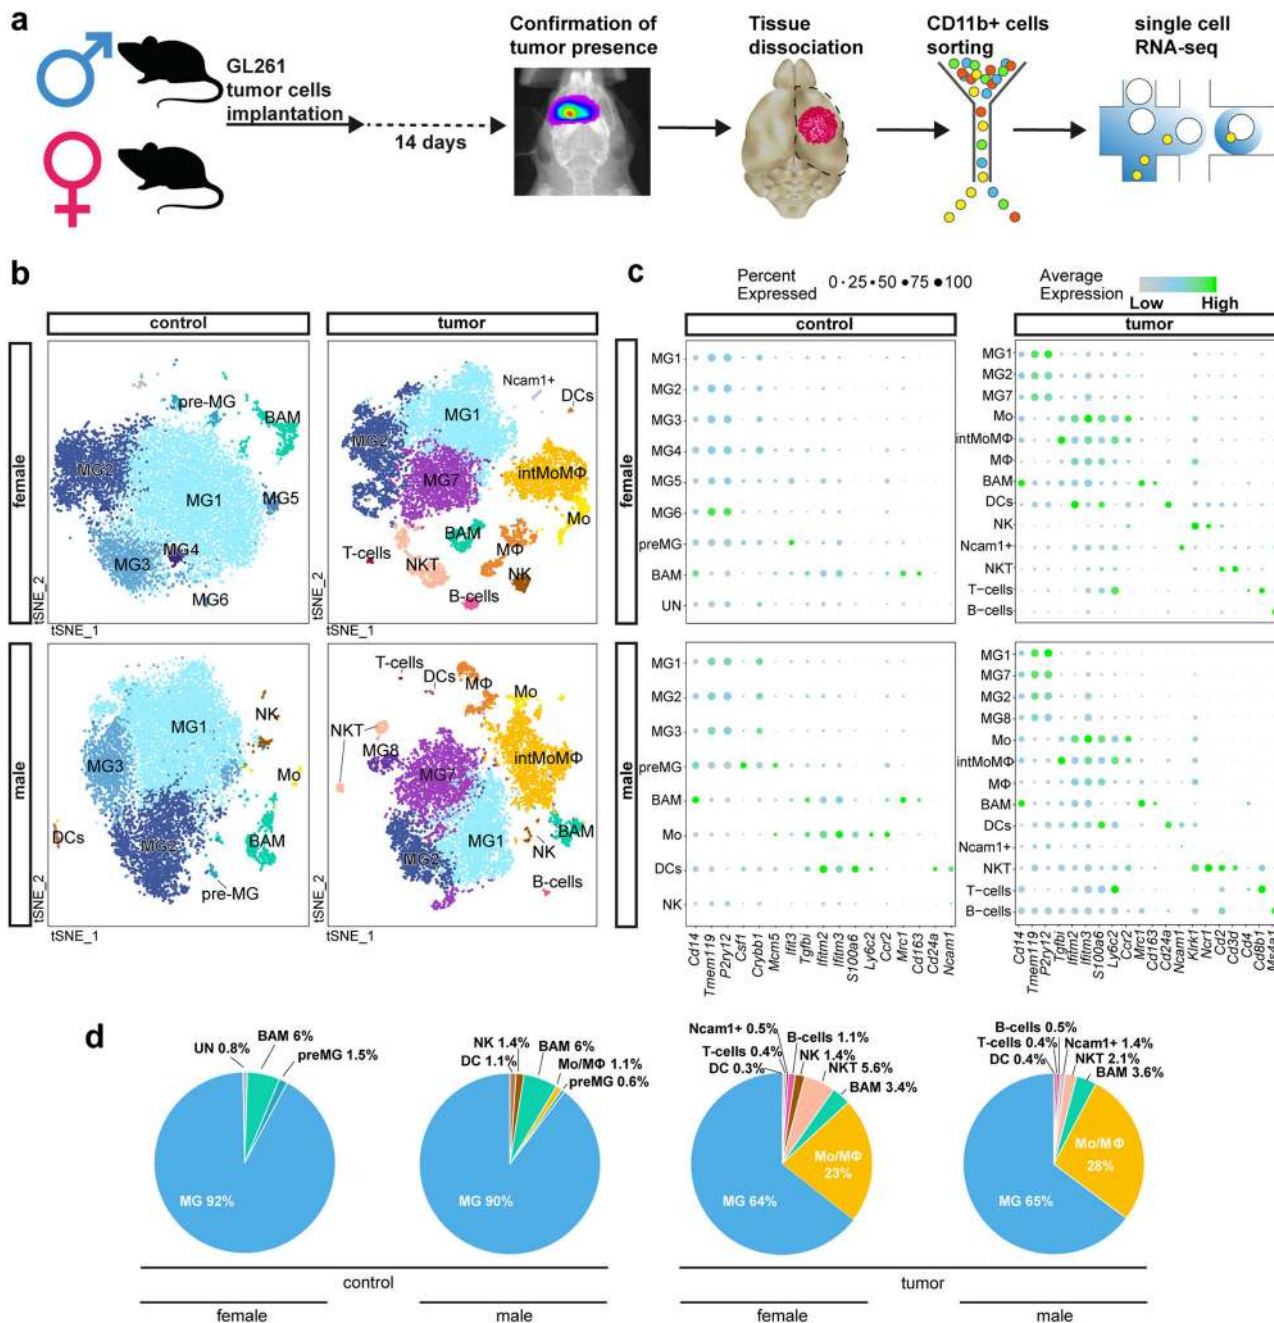 a
GL261
tumor cells
implantation
14 days
Confirmation of
tumor presence
Tissue
dissociation
CD11b+ cells
sorting
single cell
RNA-seq
b
control
tumor
female
pre-MG
BAM
MG2
MG1
MG5
MG4
MG3
MG6
tSNE_2
tSNE_1
Ncam1+
DCs
MG1
MG2
MG7
intMoMΦ
Mo
BAM
MΦ
T-cells
NKT
NK
B-cells
tSNE_2
tSNE_1
male
MG1
NK
MG3
Mo
DCs
MG2
BAM
pre-MG
tSNE_2
tSNE_1
T-cells
DCs
MΦ
Mo
NKT
MG8
MG7
intMoMΦ
MG1
BAM
MG2
NK
B-cells
tSNE_2
tSNE_1
c
Percent
Expressed
0 25 50 75 100
Average
Expression
Low High
control
tumor
female
MG1
MG2
MG3
MG4
MG5
MG6
preMG
BAM
UN
MG1
MG2
MG7
Mo
intMoMΦ
MΦ
BAM
DCs
NK
Ncam1+
NKT
T-cells
B-cells
male
MG1
MG2
MG3
preMG
BAM
Mo
DCs
NK
MG1
MG7
MG2
MG8
Mo
intMoMΦ
MΦ
BAM
DCs
Ncam1+
NKT
T-cells
B-cells
Cd14
Tmem119
P2ry12
Csf1
Crybb1
Mcm5
Ifit3
Tgfbi
Ifitm2
Ifitm3
S100a6
Ly6c2
Ccr2
Mrc1
Cd163
Cd24a
Ncam1
Cd14
Tmem119
P2ry12
Tgfbi
Ifitm2
Ifitm3
S100a6
Ly6c2
Ccr2
Mrc1
Cd163
Cd24a
Ncam1
Klrk1
Ncr1
Cd2
Cd3d
Cd4
Cd8b1
Ms4a1
d
UN 0.8%
BAM 6%
preMG 1.5%
MG 92%
NK 1.4%
DC 1.1%
BAM 6%
Mo/MΦ 1.1%
preMG 0.6%
MG 90%
Ncam1+ 0.5%
T-cells 0.4%
DC 0.3%
B-cells 1.1%
NK 1.4%
NKT 5.6%
BAM 3.4%
Mo/MΦ
23%
MG 64%
B-cells 0.5%
T-cells 0.4%
DC 0.4%
Ncam1+ 1.4%
NKT 2.1%
BAM 3.6%
Mo/MΦ
28%
MG 65%
control
tumor
female
male
female
male